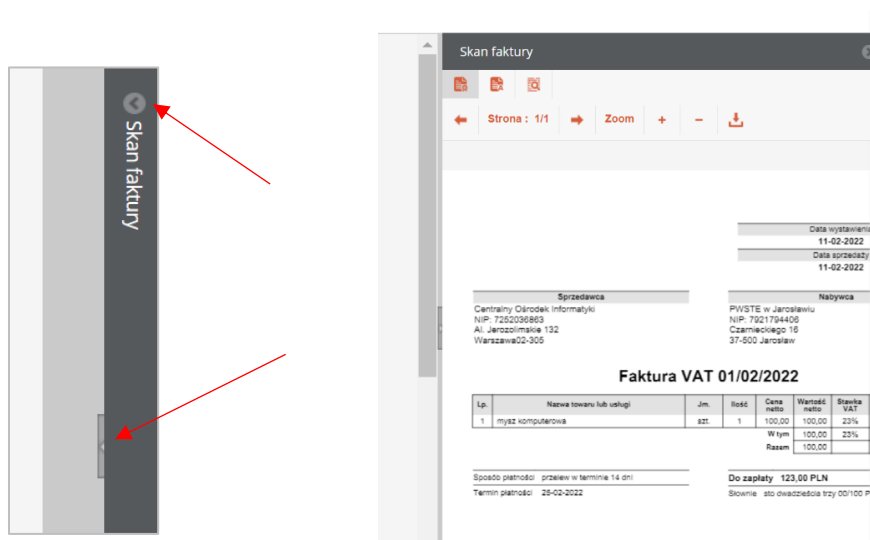 Skan faktury
Skan faktury
Strona : 1/1 Zoom + –
Data wystawienia
11-02-2022
Data sprzedaży
11-02-2022
Sprzedawca Nabywca
Centralny Ośrodek Informatyki PWSTE w Jarosławiu
NIP: 7252036863 NIP: 7921794406
Al. Jerozolimskie 132 Czarnieckiego 16
Warszawa02-305 37-500 Jarosław
Faktura VAT 01/02/2022
Lp. Nazwa towaru lub usługi Jm. Ilość Cena netto Wartość netto Stawka VAT
1 mysz komputerowa szt. 1 100,00 100,00 23%
W tym 100,00 23%
Razem 100,00
Sposób płatności przelew w terminie 14 dni Do zapłaty 123,00 PLN
Termin płatności 25-02-2022 Słownie sto dwadzieścia trzy 00/100 P